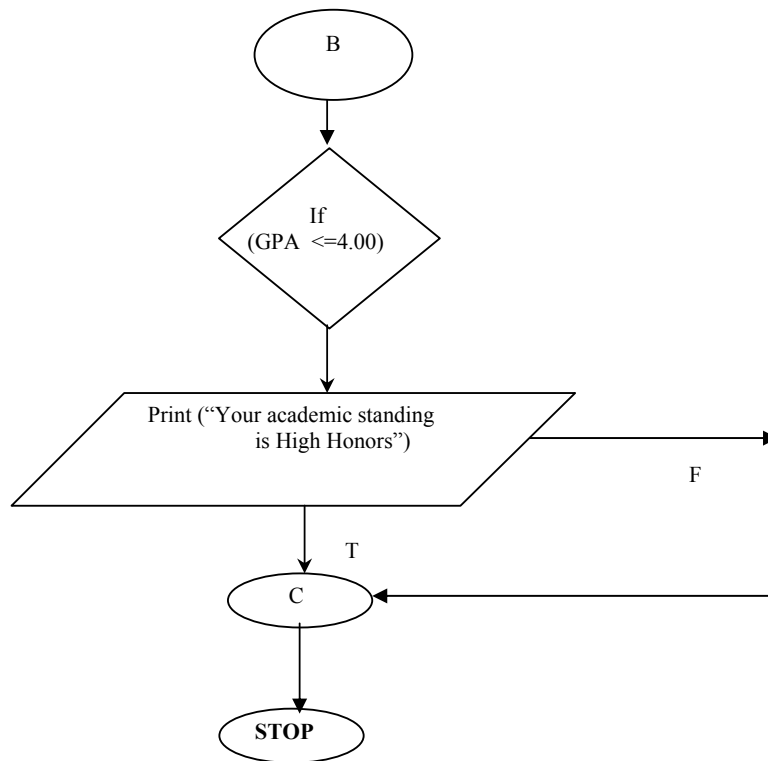 B
If
(GPA <=4.00)
Print (“Your academic standing
is High Honors”)
F
T
C
STOP